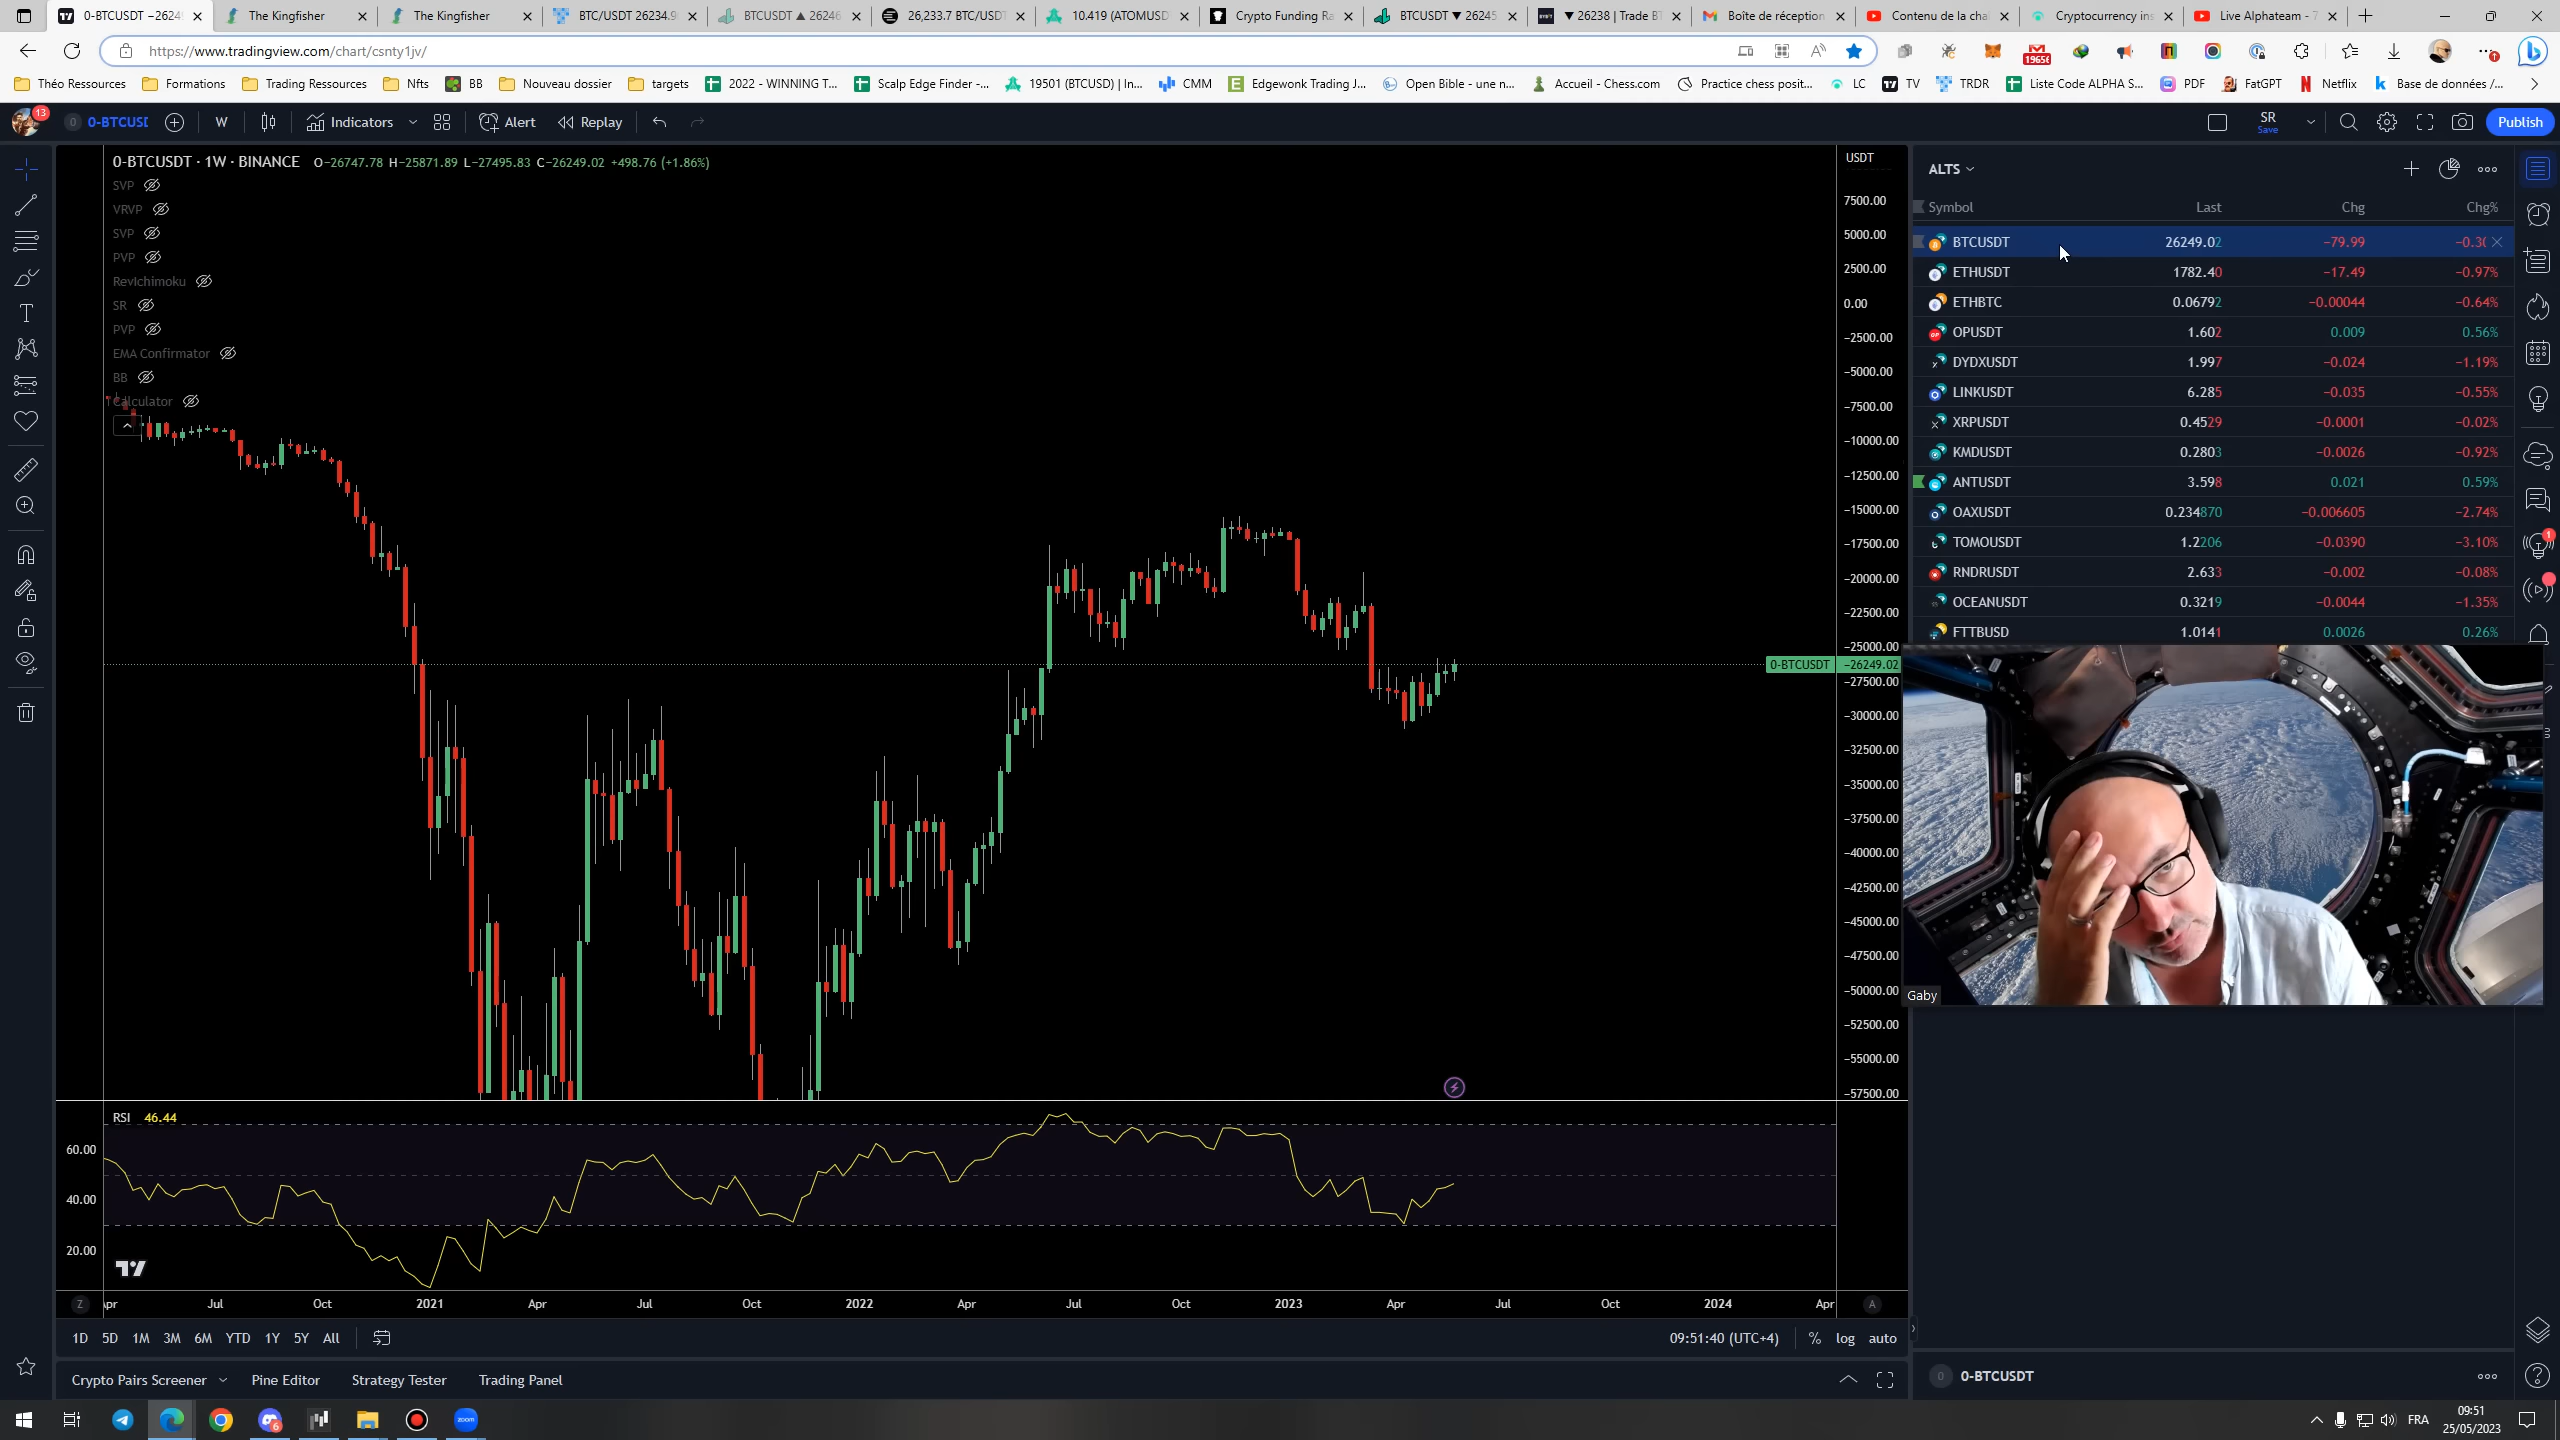 0-BTCUSDT −2624
The Kingfisher
The Kingfisher
BTC/USDT 26234.9
BTCUSDT ▲ 26246
26,233.7 BTC/USDT
10.419 (ATOMUSD
Crypto Funding Ra
BTCUSDT ▼ 26245
▼ 26238 | Trade BT
Boîte de réception
Contenu de la chaî
Cryptocurrency ins
Live Alphateam - 7
https://www.tradingview.com/chart/csnty1jv/
19656
Théo Ressources
Formations
Trading Ressources
Nfts
BB
Nouveau dossier
targets
2022 - WINNING T...
Scalp Edge Finder -...
19501 (BTCUSD) | In...
CMM
Edgewonk Trading J...
Open Bible - une n...
Accueil - Chess.com
Practice chess posit...
LC
TV
TRDR
Liste Code ALPHA S...
PDF
FatGPT
Netflix
Base de données /...
13
0-BTCUSI
W
Indicators
Alert
Replay
SR
Save
Publish
0-BTCUSDT · 1W · BINANCE O−26747.78 H−25871.89 L−27495.83 C−26249.02 +498.76 (+1.86%)
SVP
VRVP
SVP
PVP
RevIchimoku
SR
PVP
EMA Confirmator
BB
Calculator
USDT
7500.00
5000.00
2500.00
0.00
−2500.00
−5000.00
−7500.00
−10000.00
−12500.00
−15000.00
−17500.00
−20000.00
−22500.00
−25000.00
0-BTCUSDT −26249.02
−27500.00
−30000.00
−32500.00
−35000.00
−37500.00
−40000.00
−42500.00
−45000.00
−47500.00
−50000.00
−52500.00
−55000.00
−57500.00
RSI 46.44
60.00
40.00
20.00
Z
Apr
Jul
Oct
2021
Apr
Jul
Oct
2022
Apr
Jul
Oct
2023
Apr
Jul
Oct
2024
Apr
A
1D 5D 1M 3M 6M YTD 1Y 5Y All
09:51:40 (UTC+4)
% log auto
Crypto Pairs Screener
Pine Editor
Strategy Tester
Trading Panel
ALTS
Symbol Last Chg Chg%
BTCUSDT 26249.02 −79.99 −0.3(
ETHUSDT 1782.40 −17.49 −0.97%
ETHBTC 0.06792 −0.00044 −0.64%
OPUSDT 1.602 0.009 0.56%
DYDXUSDT 1.997 −0.024 −1.19%
LINKUSDT 6.285 −0.035 −0.55%
XRPUSDT 0.4529 −0.0001 −0.02%
KMDUSDT 0.2803 −0.0026 −0.92%
ANTUSDT 3.598 0.021 0.59%
OAXUSDT 0.234870 −0.006605 −2.74%
TOMOUSDT 1.2206 −0.0390 −3.10%
RNDRUSDT 2.633 −0.002 −0.08%
OCEANUSDT 0.3219 −0.0044 −1.35%
FTTBUSD 1.0141 0.0026 0.26%
1
Gaby
0 0-BTCUSDT
6
zoom
FRA
09:51
25/05/2023